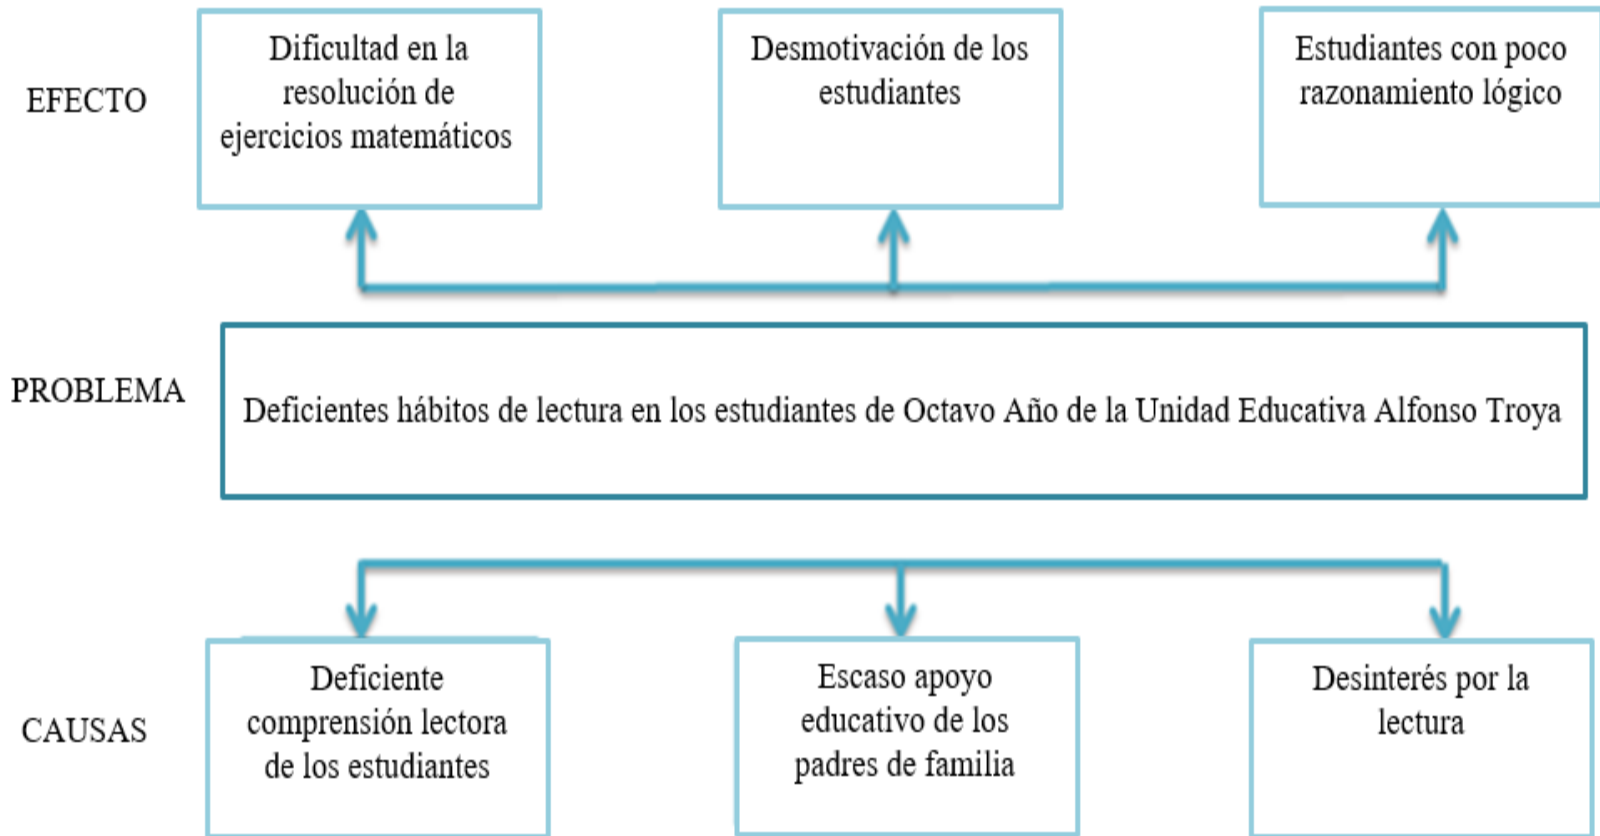 EFECTO
Dificultad en la
resolución de
ejercicios matemáticos
Desmotivación de los
estudiantes
Estudiantes con poco
razonamiento lógico
PROBLEMA
Deficientes hábitos de lectura en los estudiantes de Octavo Año de la Unidad Educativa Alfonso Troya
CAUSAS
Deficiente
comprensión lectora
de los estudiantes
Escaso apoyo
educativo de los
padres de familia
Desinterés por la
lectura